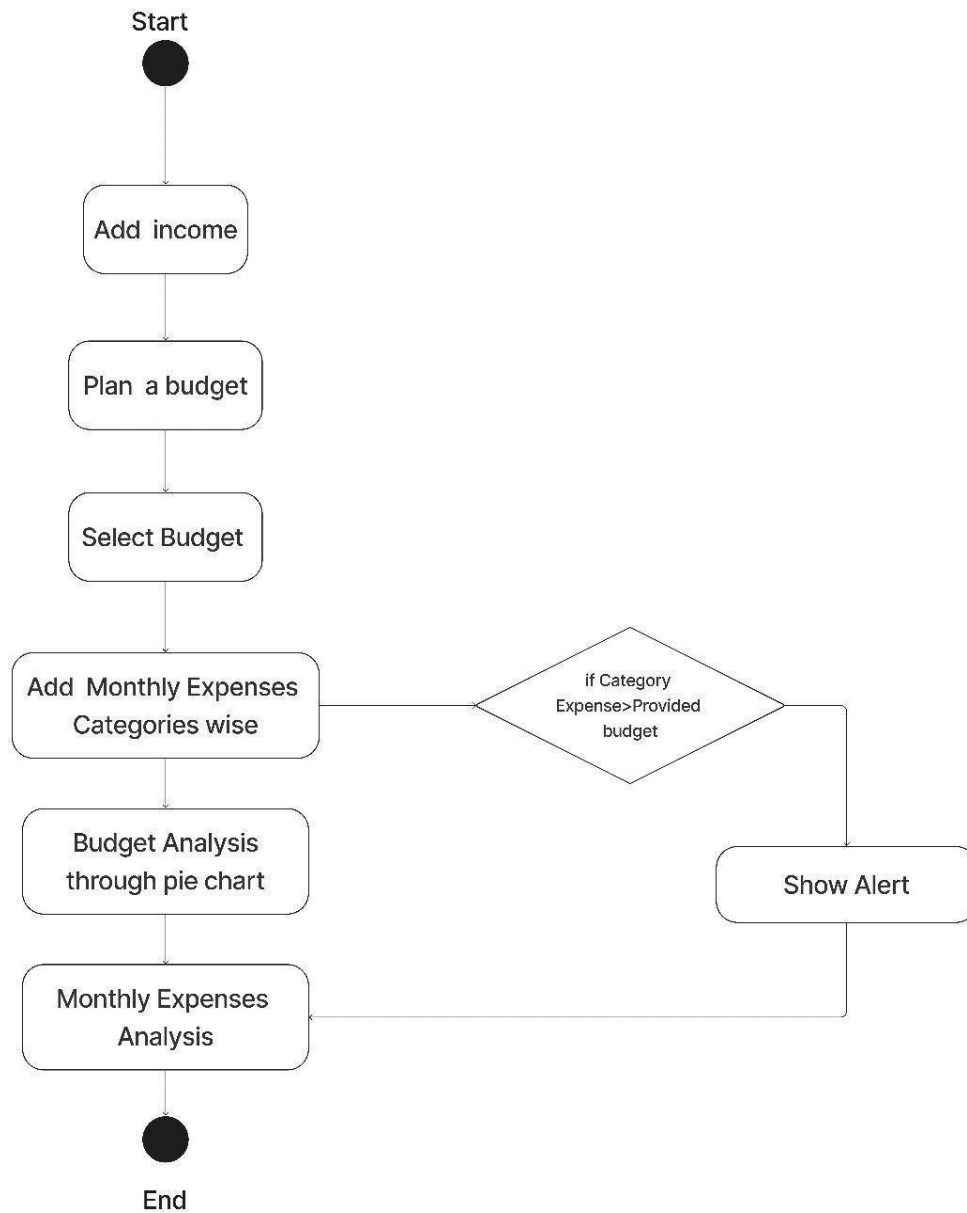 Start
Add income
Plan a budget
Select Budget
Add Monthly Expenses
Categories wise
if Category
Expense>Provided
budget
Budget Analysis
through pie chart
Show Alert
Monthly Expenses
Analysis
End